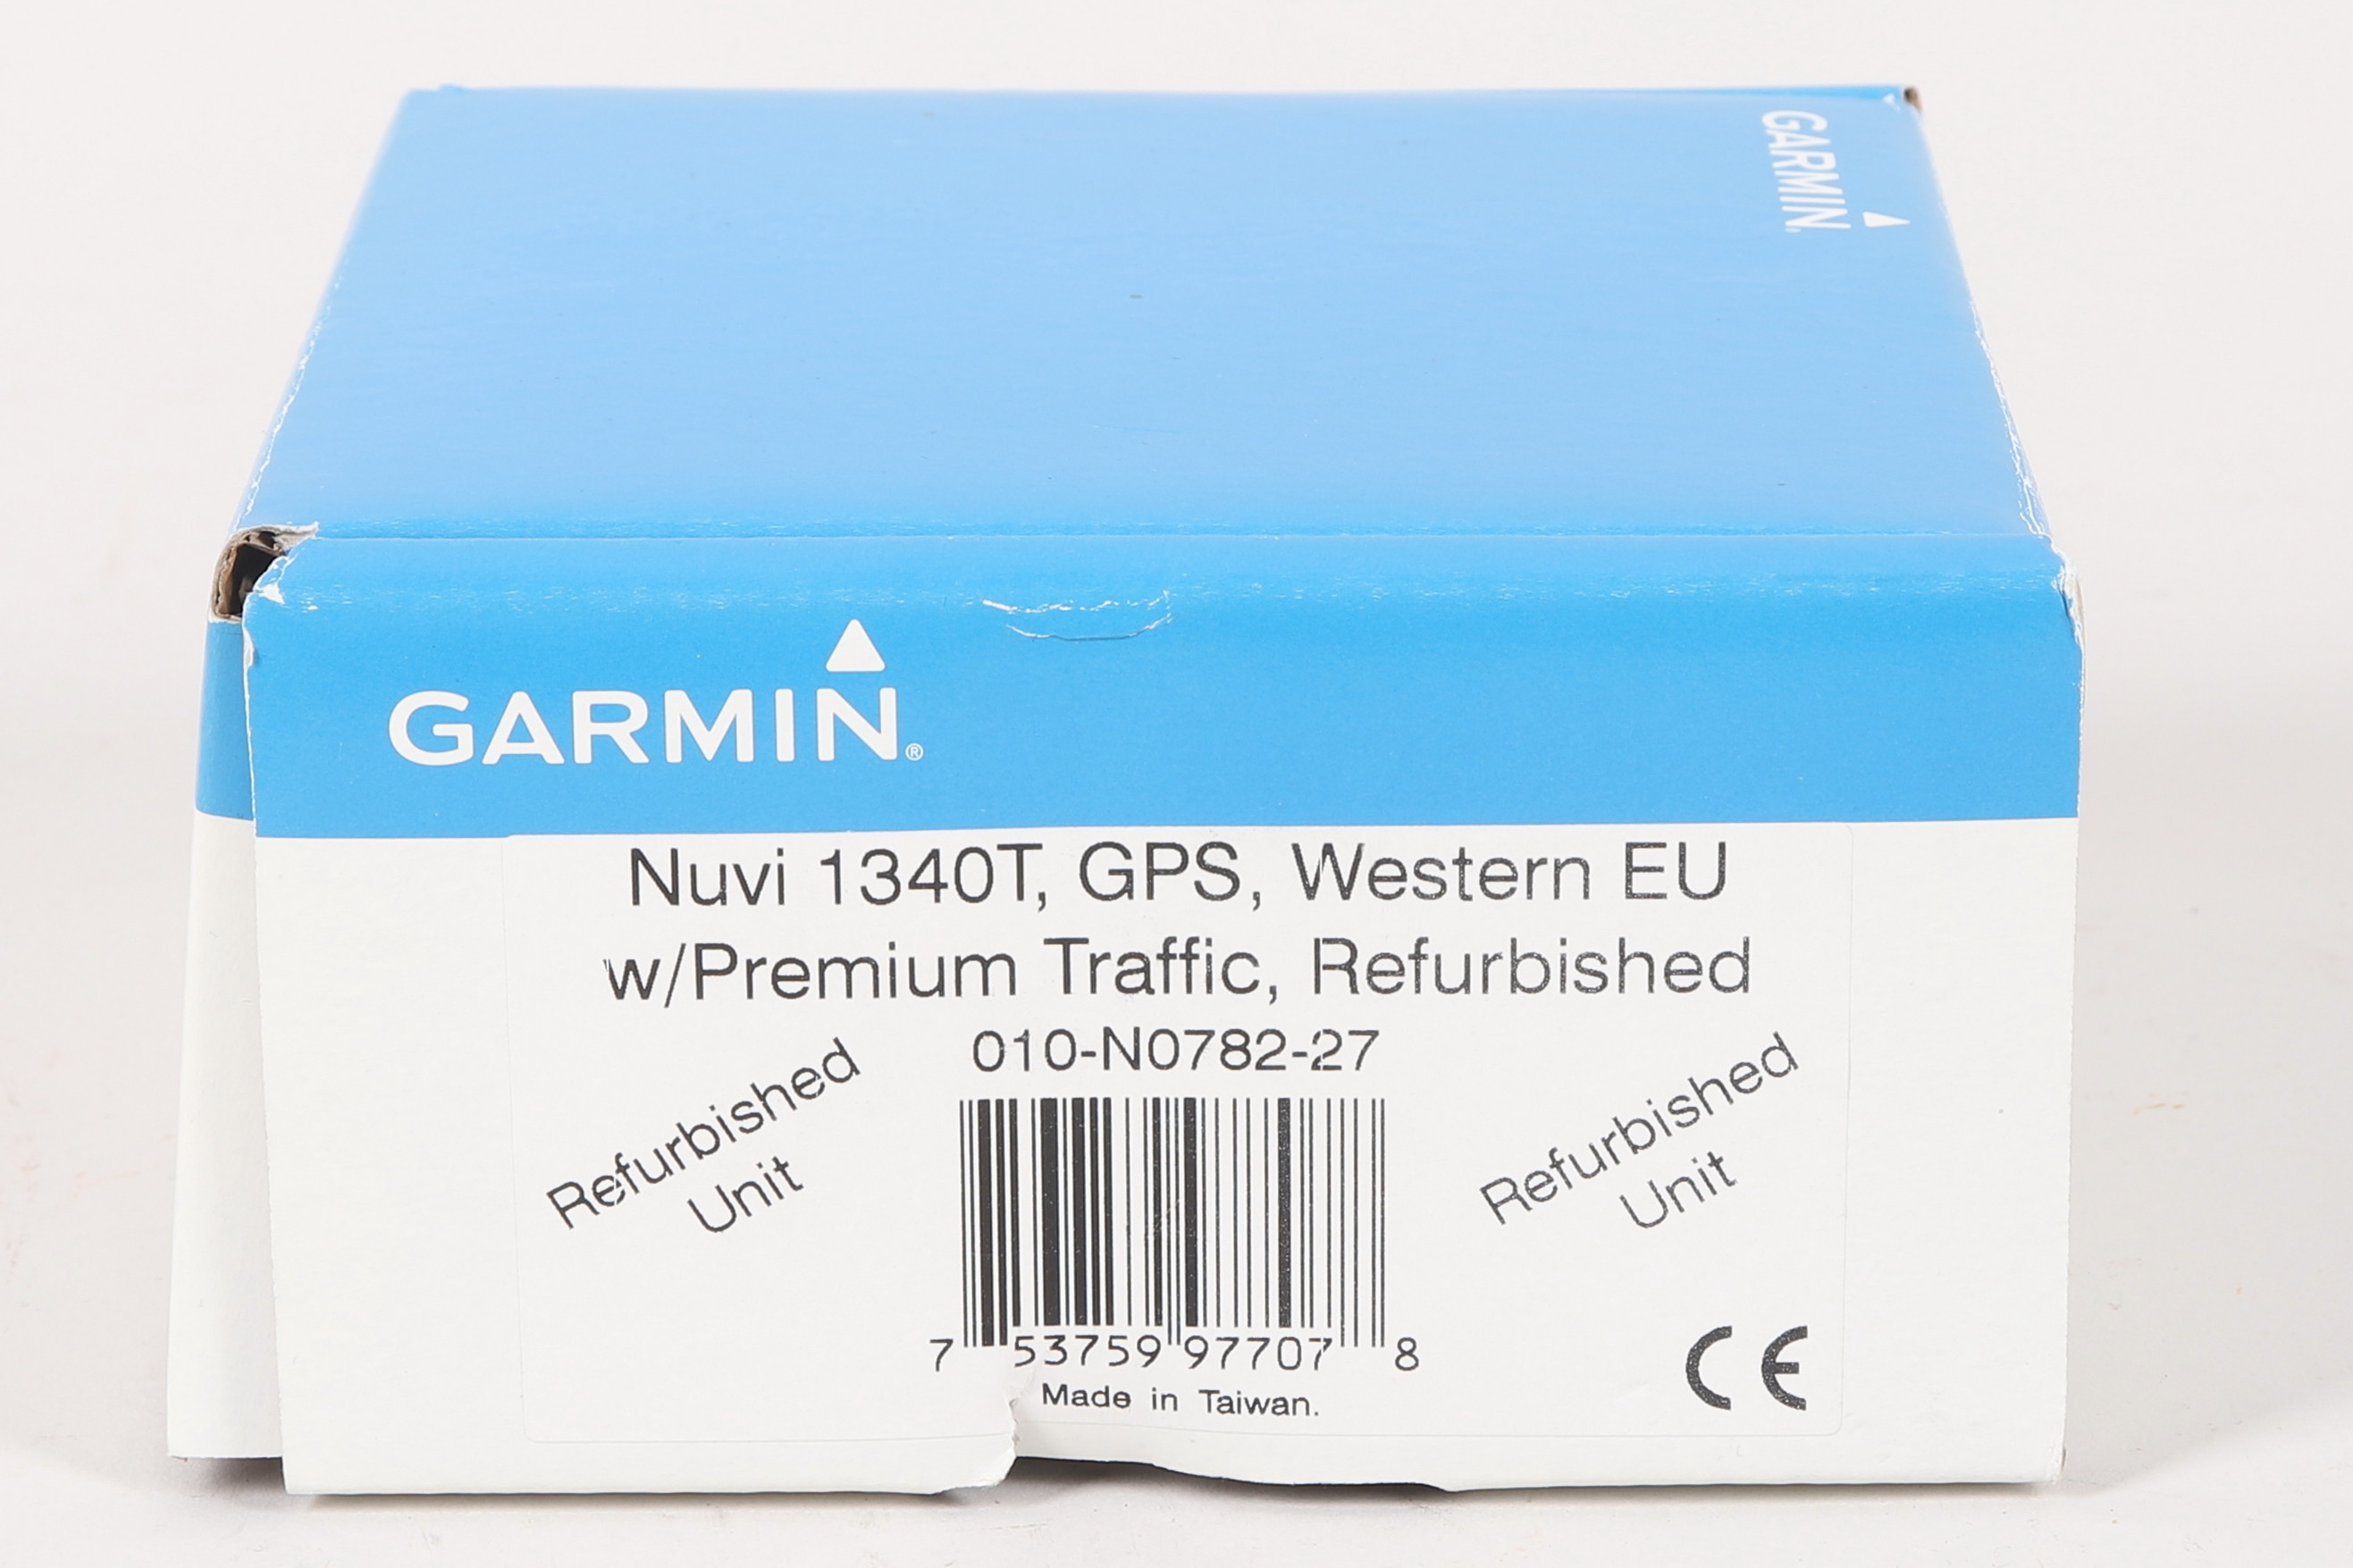 GARMIN
GARMIN®
Nuvi 1340T, GPS, Western EU
w/Premium Traffic, Refurbished
010-N0782-27
Refurbished
Unit
Refurbished
Unit
7 53759 97707 8
Made in Taiwan.
CE